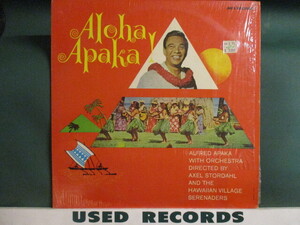 Aloha
Apaka
ALFRED APAKA
WITH ORCHESTRA
DIRECTED BY
AXEL STORDAHL
AND THE
HAWAIIAN VILLAGE
SERENADERS
USED RECORDS